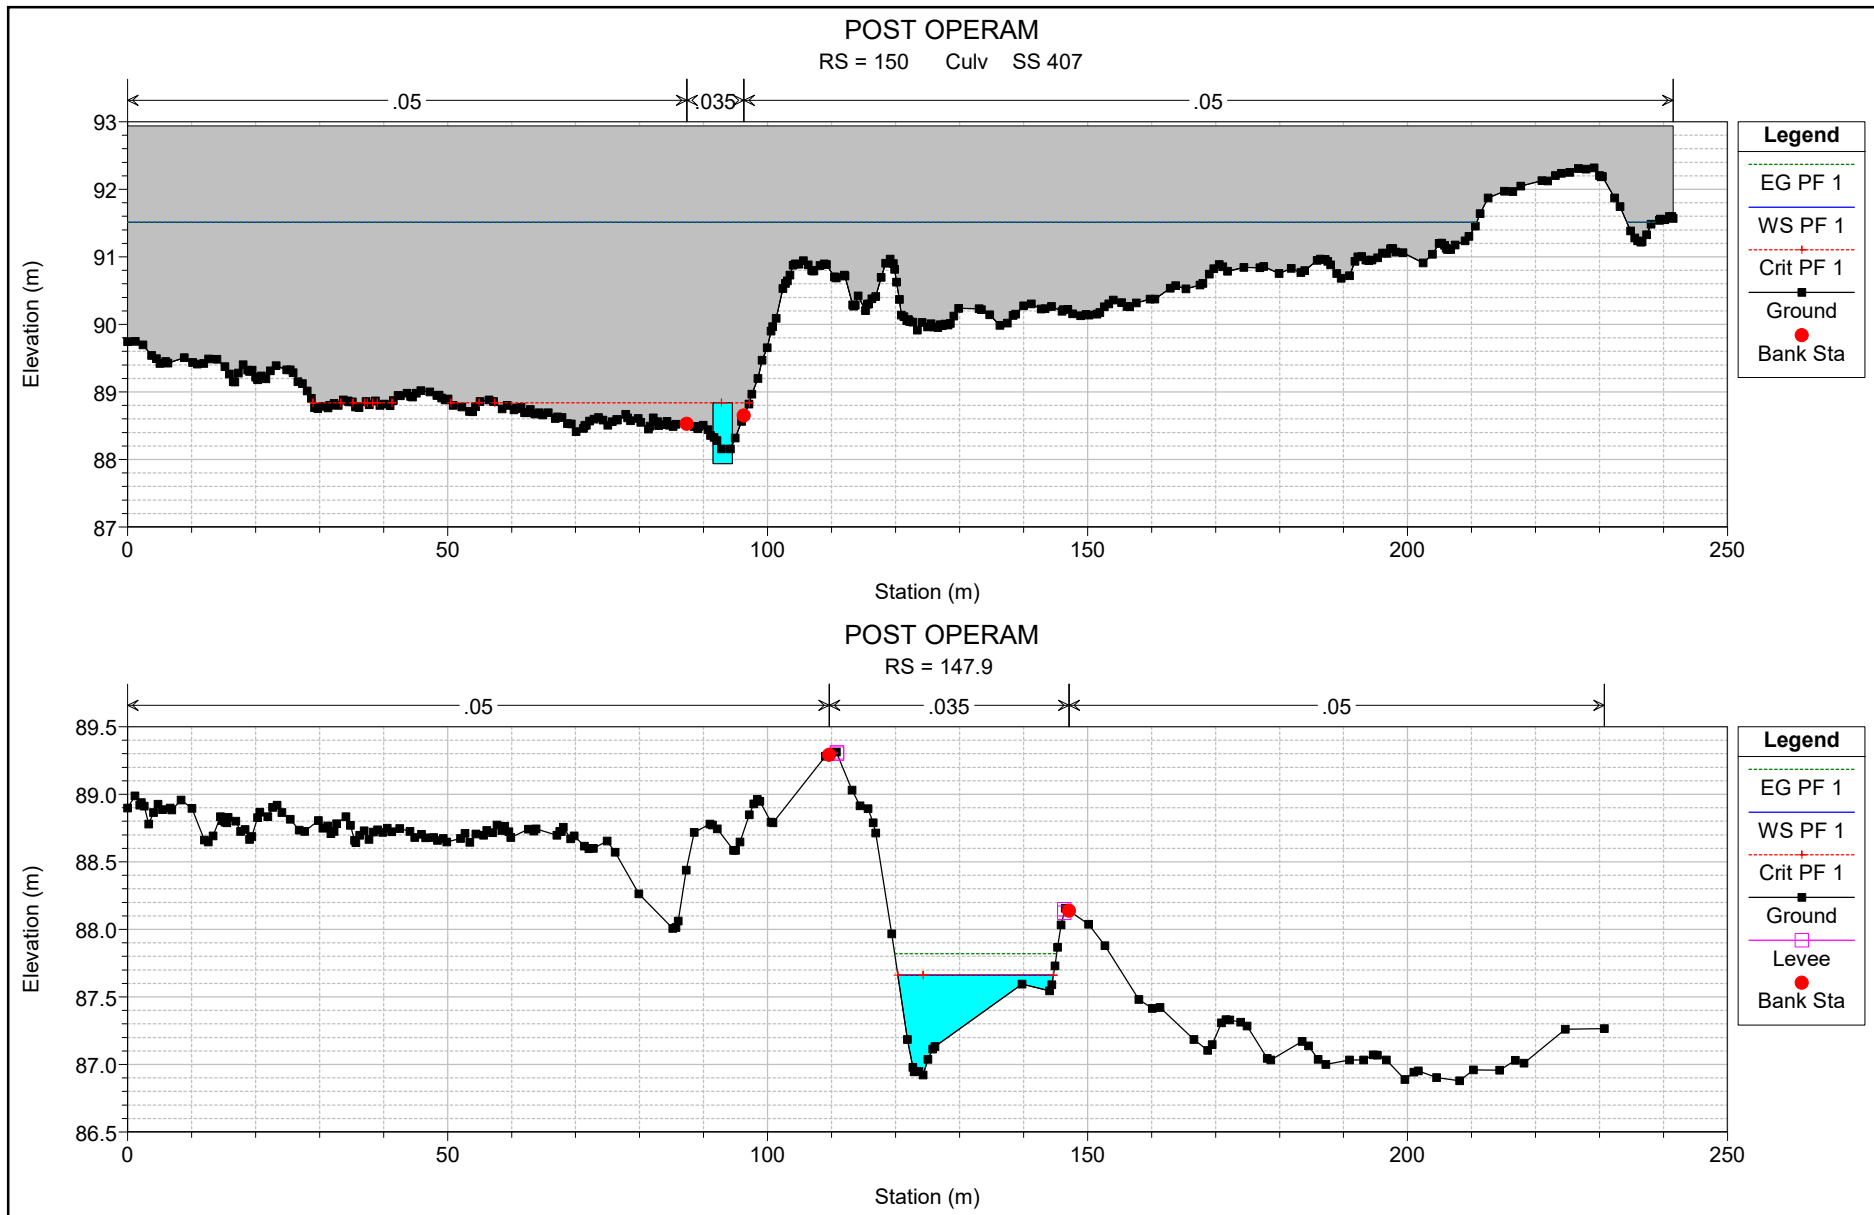 POST OPERAM
RS = 150 Culv SS 407
.05 .035 .05
93
92
91
90
89
88
87
Elevation (m)
0 50 100 150 200 250
Station (m)
Legend
EG PF 1
WS PF 1
Crit PF 1
Ground
Bank Sta
POST OPERAM
RS = 147.9
.05 .035 .05
89.5
89.0
88.5
88.0
87.5
87.0
86.5
Elevation (m)
0 50 100 150 200 250
Station (m)
Legend
EG PF 1
WS PF 1
Crit PF 1
Ground
Levee
Bank Sta